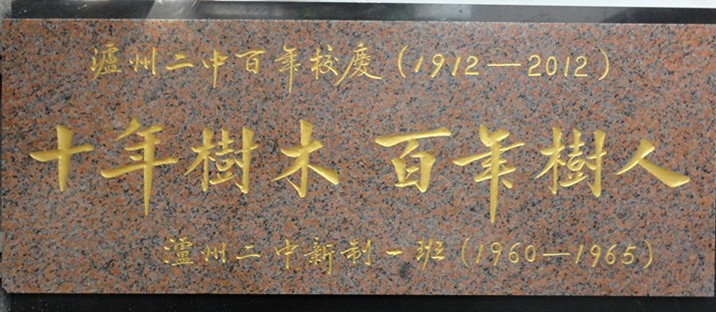 瀘州二中百年校慶(1912—2012)
十年樹木 百年樹人
瀘州二中新制一班(1960—1965)